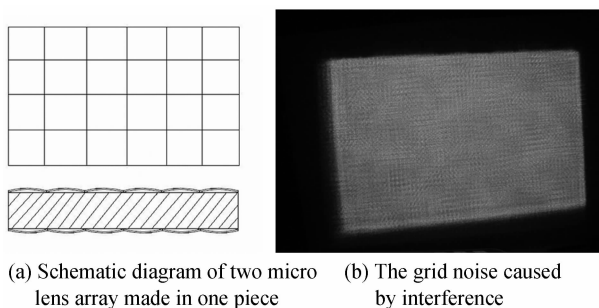 (a) Schematic diagram of two micro
lens array made in one piece
(b) The grid noise caused
by interference